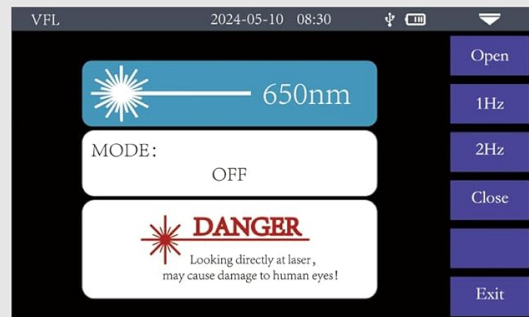 VFL 2024-05-10 08:30
650nm
MODE:
OFF
DANGER
Looking directly at laser,
may cause damage to human eyes!
Open
1Hz
2Hz
Close
Exit